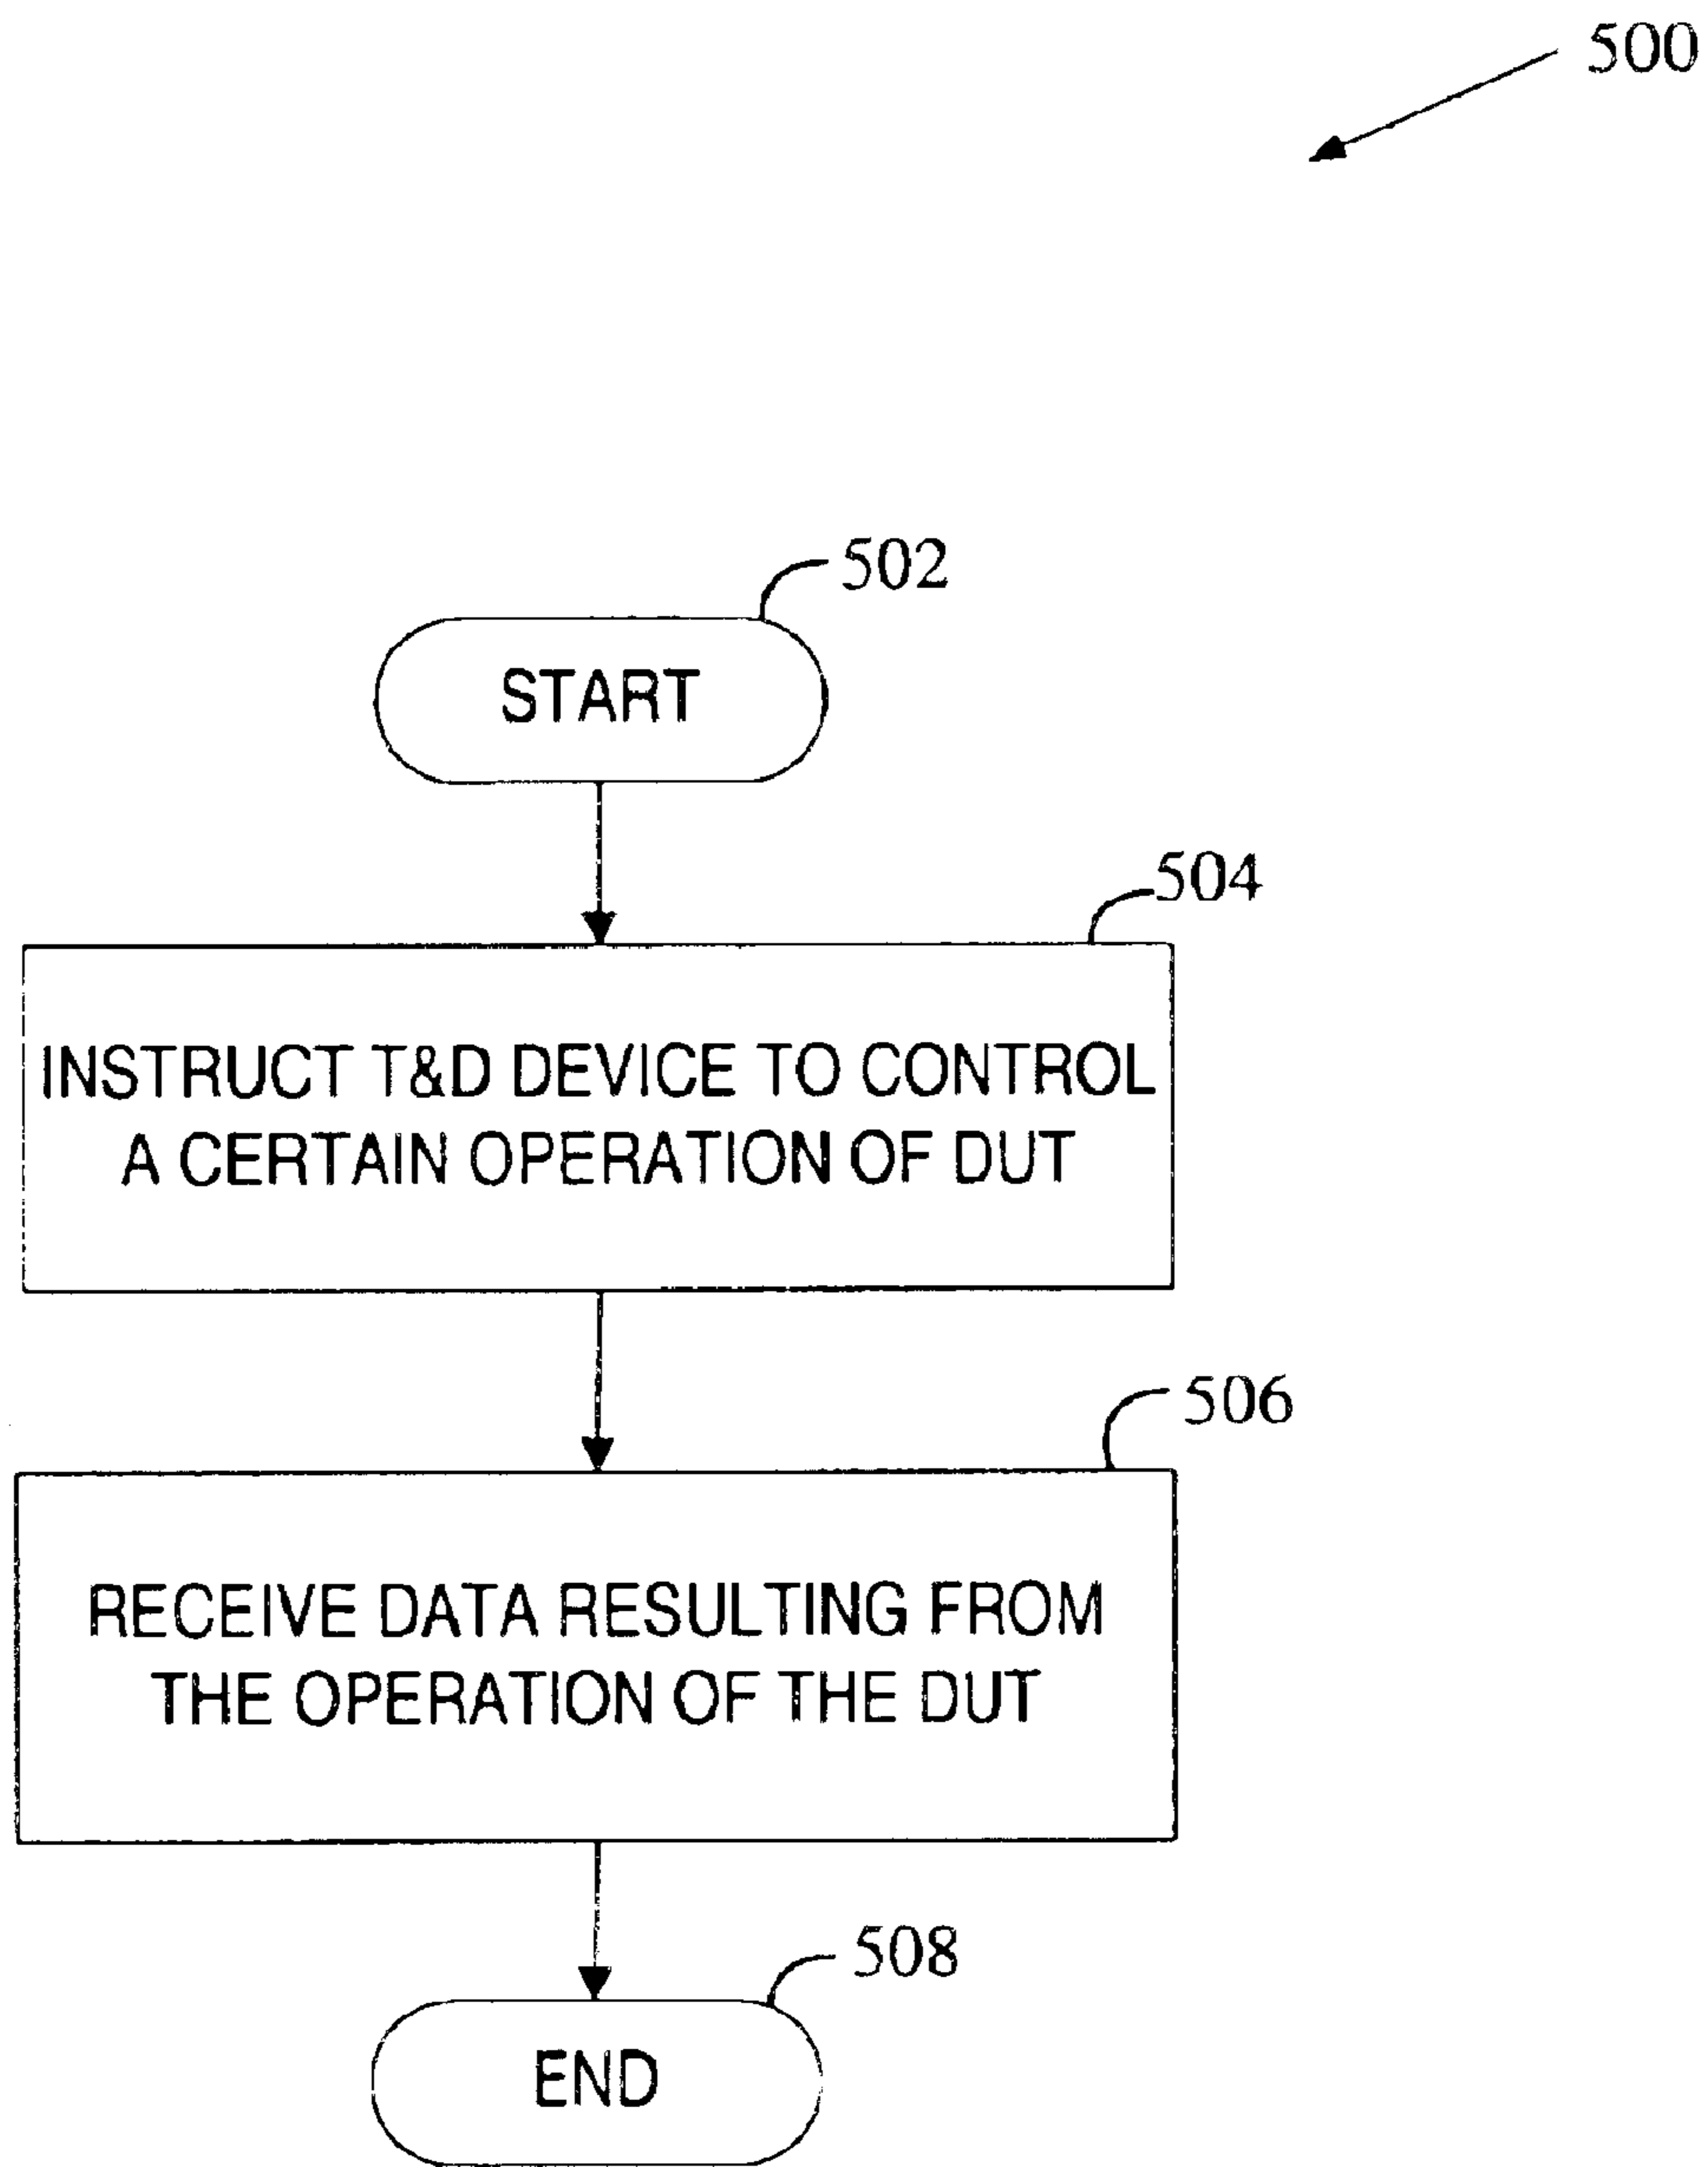 500
502
START
504
INSTRUCT T&D DEVICE TO CONTROL
A CERTAIN OPERATION OF DUT
506
RECEIVE DATA RESULTING FROM
THE OPERATION OF THE DUT
508
END